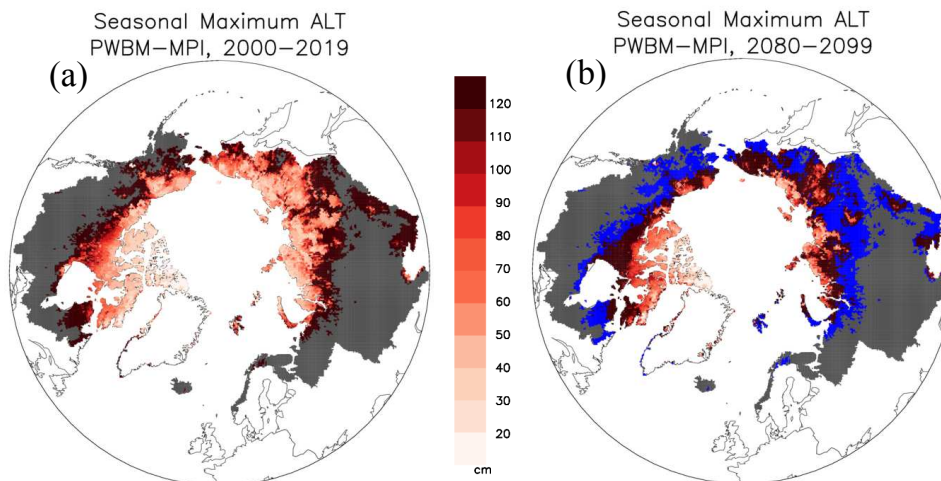 Seasonal Maximum ALT
PWBM-MPI, 2000-2019
(a)
120
110
100
90
80
70
60
50
40
30
20
cm
Seasonal Maximum ALT
PWBM-MPI, 2080-2099
(b)